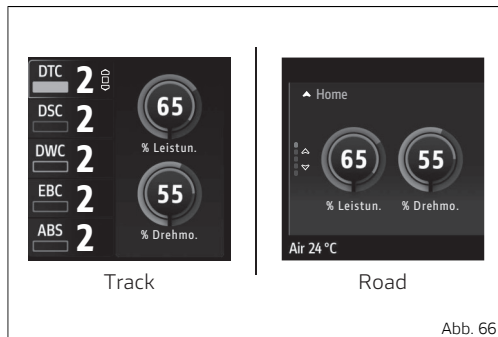 DTC 2
DSC 2
DWC 2
EBC 2
ABS 2
65
% Leistun.
55
% Drehmo.
Track
Home
65
% Leistun.
55
% Drehmo.
Air 24 °C
Road
Abb. 66